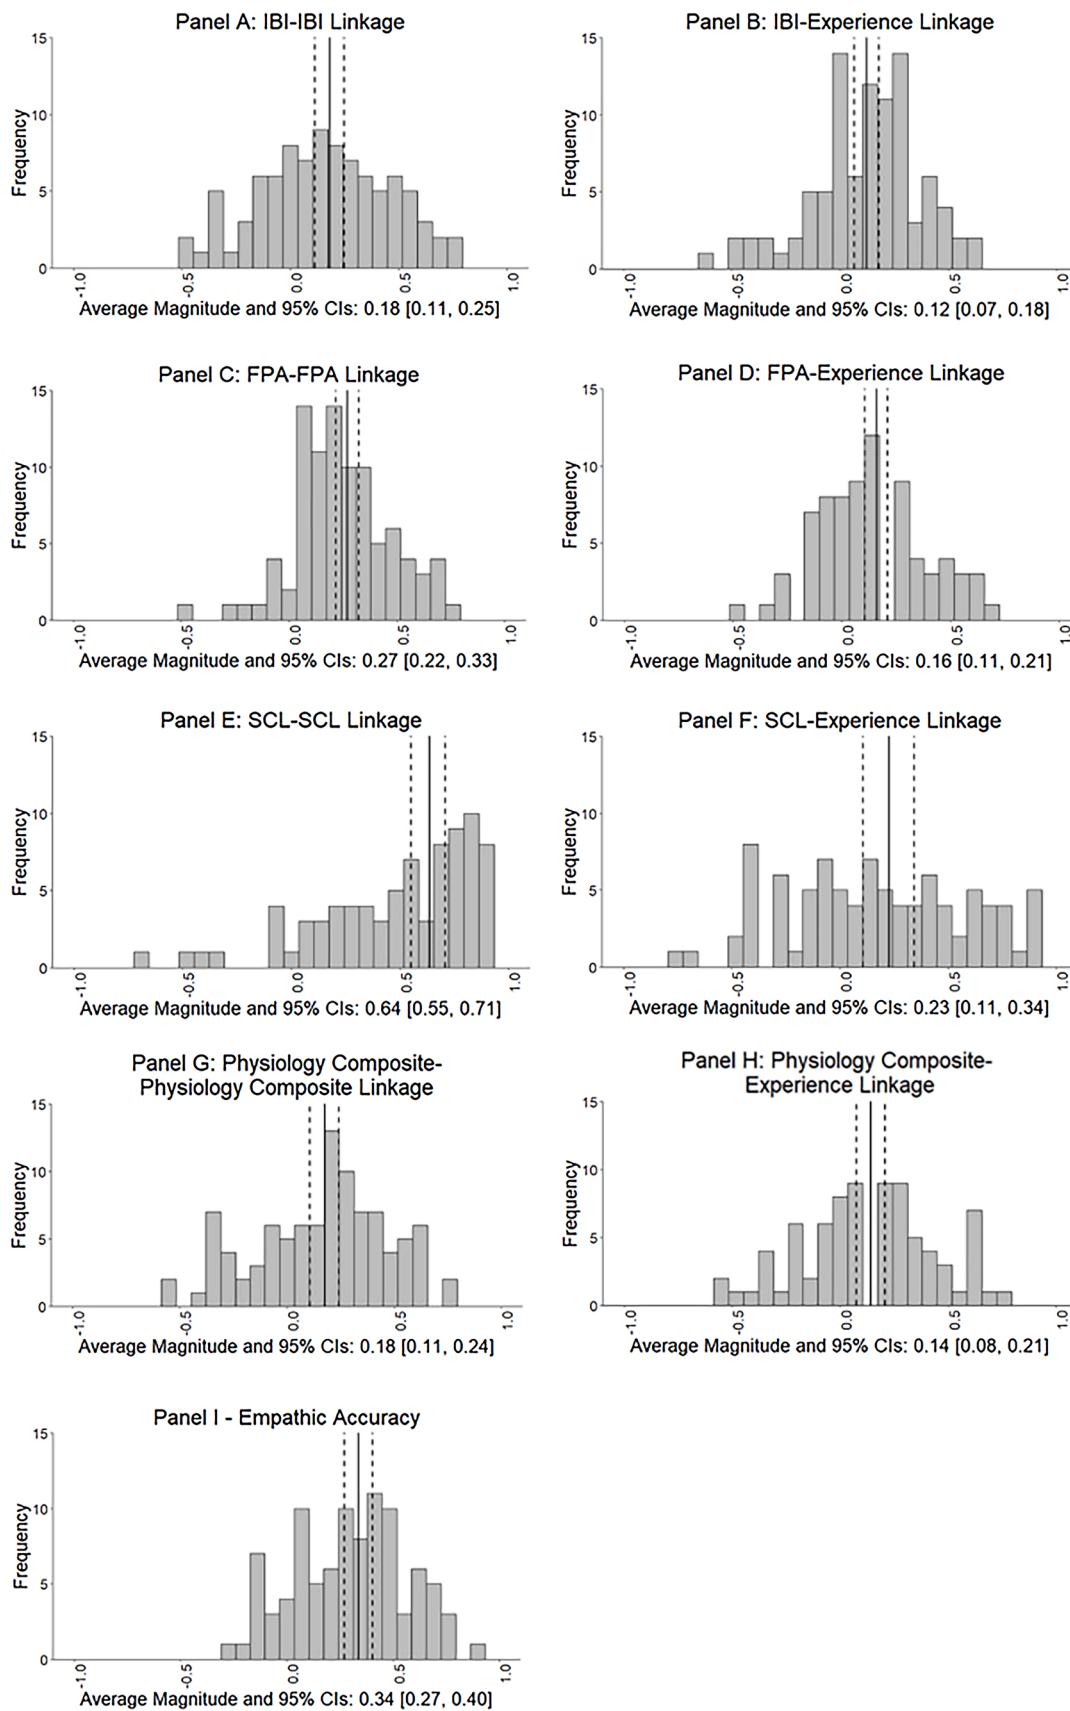 Panel A: IBI-IBI Linkage
15
10
5
0
Frequency
-1.0
-0.5
0.0
0.5
1.0
Average Magnitude and 95% CIs: 0.18 [0.11, 0.25]
Panel B: IBI-Experience Linkage
15
10
5
0
Frequency
-1.0
-0.5
0.0
0.5
1.0
Average Magnitude and 95% CIs: 0.12 [0.07, 0.18]
Panel C: FPA-FPA Linkage
15
10
5
0
Frequency
-1.0
-0.5
0.0
0.5
1.0
Average Magnitude and 95% CIs: 0.27 [0.22, 0.33]
Panel D: FPA-Experience Linkage
15
10
5
0
Frequency
-1.0
-0.5
0.0
0.5
1.0
Average Magnitude and 95% CIs: 0.16 [0.11, 0.21]
Panel E: SCL-SCL Linkage
15
10
5
0
Frequency
-1.0
-0.5
0.0
0.5
1.0
Average Magnitude and 95% CIs: 0.64 [0.55, 0.71]
Panel F: SCL-Experience Linkage
15
10
5
0
Frequency
-1.0
-0.5
0.0
0.5
1.0
Average Magnitude and 95% CIs: 0.23 [0.11, 0.34]
Panel G: Physiology Composite-
Physiology Composite Linkage
15
10
5
0
Frequency
-1.0
-0.5
0.0
0.5
1.0
Average Magnitude and 95% CIs: 0.18 [0.11, 0.24]
Panel H: Physiology Composite-
Experience Linkage
15
10
5
0
Frequency
-1.0
-0.5
0.0
0.5
1.0
Average Magnitude and 95% CIs: 0.14 [0.08, 0.21]
Panel I - Empathic Accuracy
15
10
5
0
Frequency
-1.0
-0.5
0.0
0.5
1.0
Average Magnitude and 95% CIs: 0.34 [0.27, 0.40]